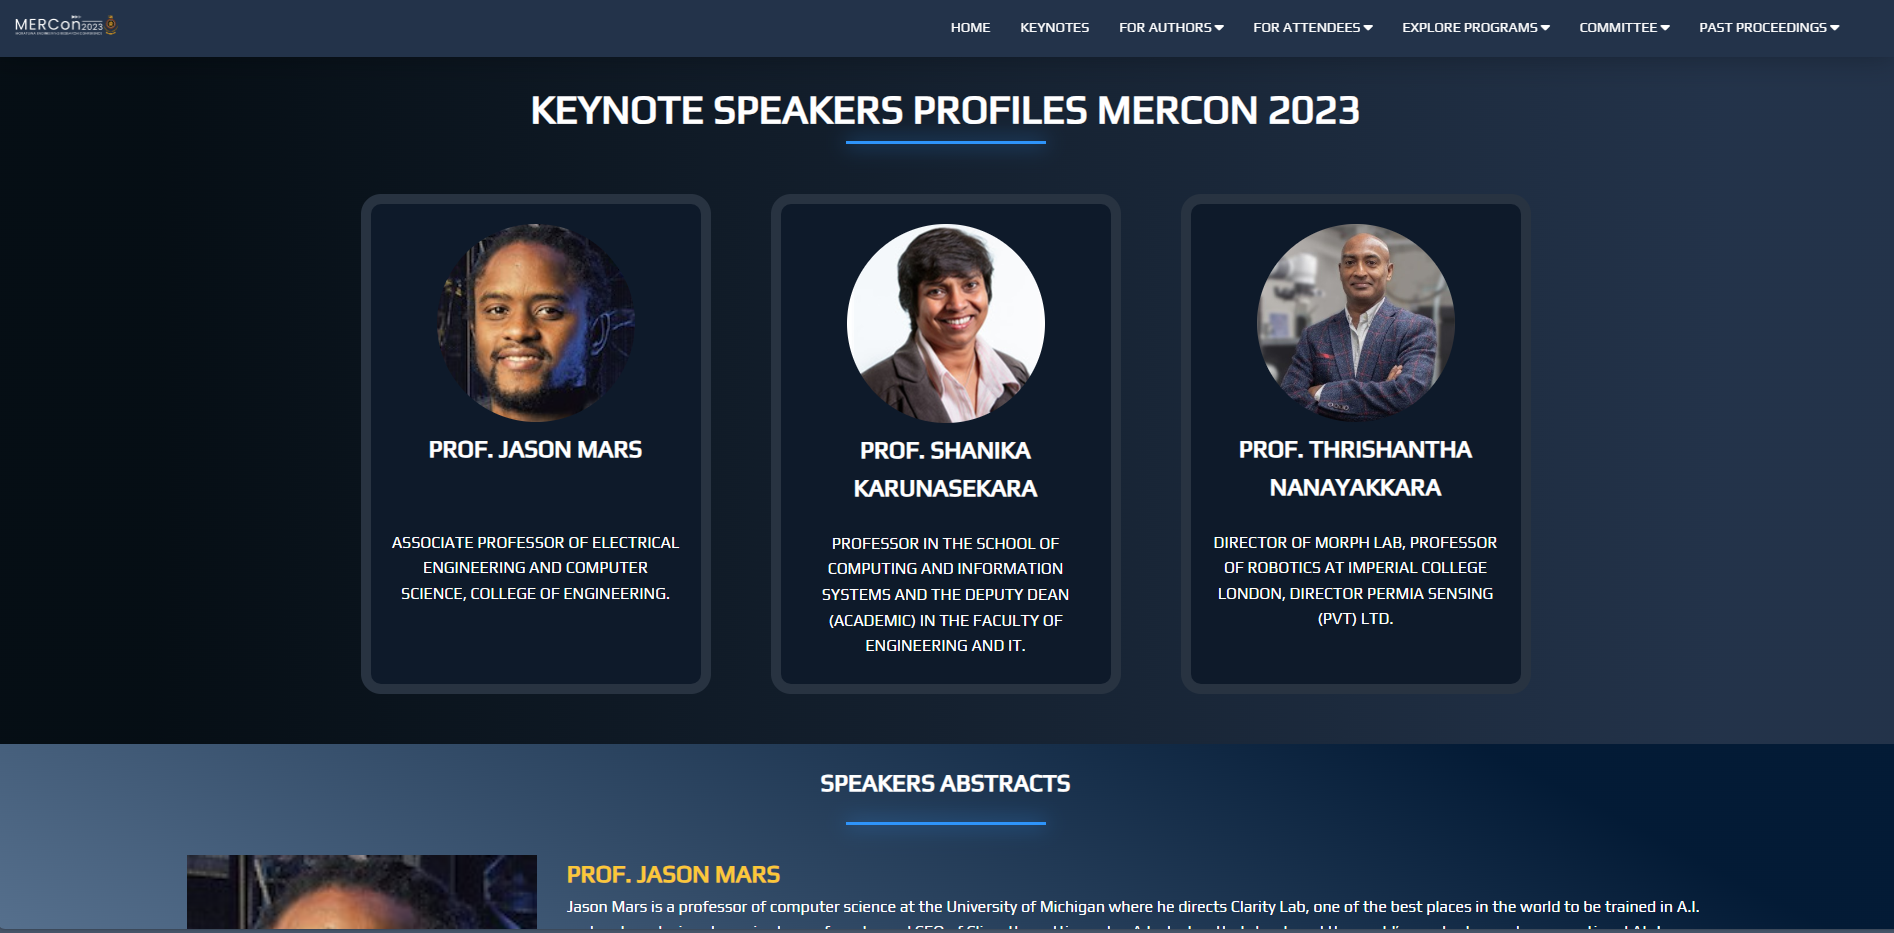 MERCon 2023
HOME KEYNOTES FOR AUTHORS FOR ATTENDEES EXPLORE PROGRAMS COMMITTEE PAST PROCEEDINGS
KEYNOTE SPEAKERS PROFILES MERCON 2023
PROF. JASON MARS
ASSOCIATE PROFESSOR OF ELECTRICAL
ENGINEERING AND COMPUTER
SCIENCE, COLLEGE OF ENGINEERING.
PROF. SHANIKA
KARUNASEKARA
PROFESSOR IN THE SCHOOL OF
COMPUTING AND INFORMATION
SYSTEMS AND THE DEPUTY DEAN
(ACADEMIC) IN THE FACULTY OF
ENGINEERING AND IT.
PROF. THRISHANTHA
NANAYAKKARA
DIRECTOR OF MORPH LAB, PROFESSOR
OF ROBOTICS AT IMPERIAL COLLEGE
LONDON, DIRECTOR PERMIA SENSING
(PVT) LTD.
SPEAKERS ABSTRACTS
PROF. JASON MARS
Jason Mars is a professor of computer science at the University of Michigan where he directs Clarity Lab, one of the best places in the world to be trained in A.I.